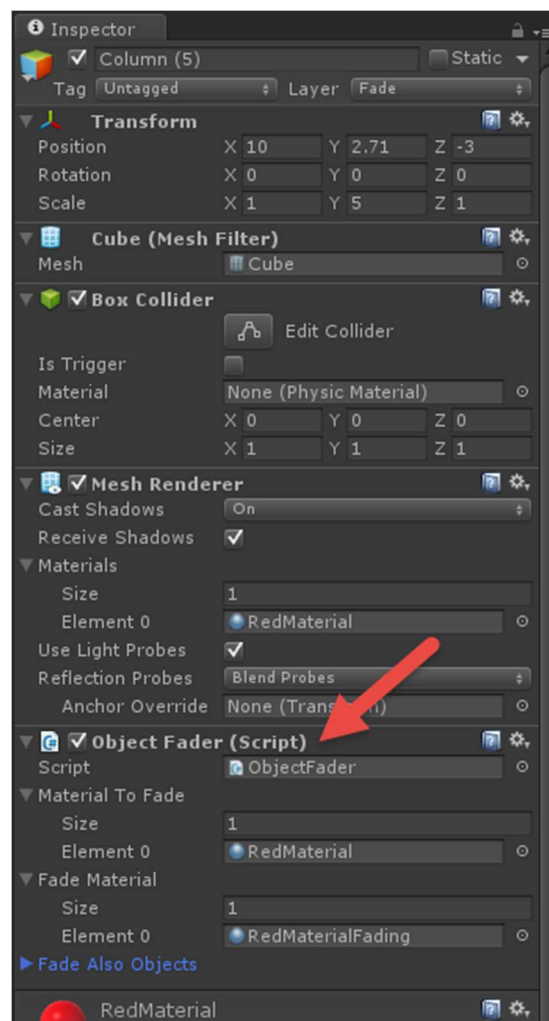 Inspector
Column (5) Static
Tag Untagged Layer Fade
Transform
Position X 10 Y 2.71 Z -3
Rotation X 0 Y 0 Z 0
Scale X 1 Y 5 Z 1
Cube (Mesh Filter)
Mesh Cube
Box Collider
Edit Collider
Is Trigger
Material None (Physic Material)
Center X 0 Y 0 Z 0
Size X 1 Y 1 Z 1
Mesh Renderer
Cast Shadows On
Receive Shadows
Materials
Size 1
Element 0 RedMaterial
Use Light Probes
Reflection Probes Blend Probes
Anchor Override None
Object Fader (Script)
Script ObjectFader
Material To Fade
Size 1
Element 0 RedMaterial
Fade Material
Size 1
Element 0 RedMaterialFading
Fade Also Objects
RedMaterial